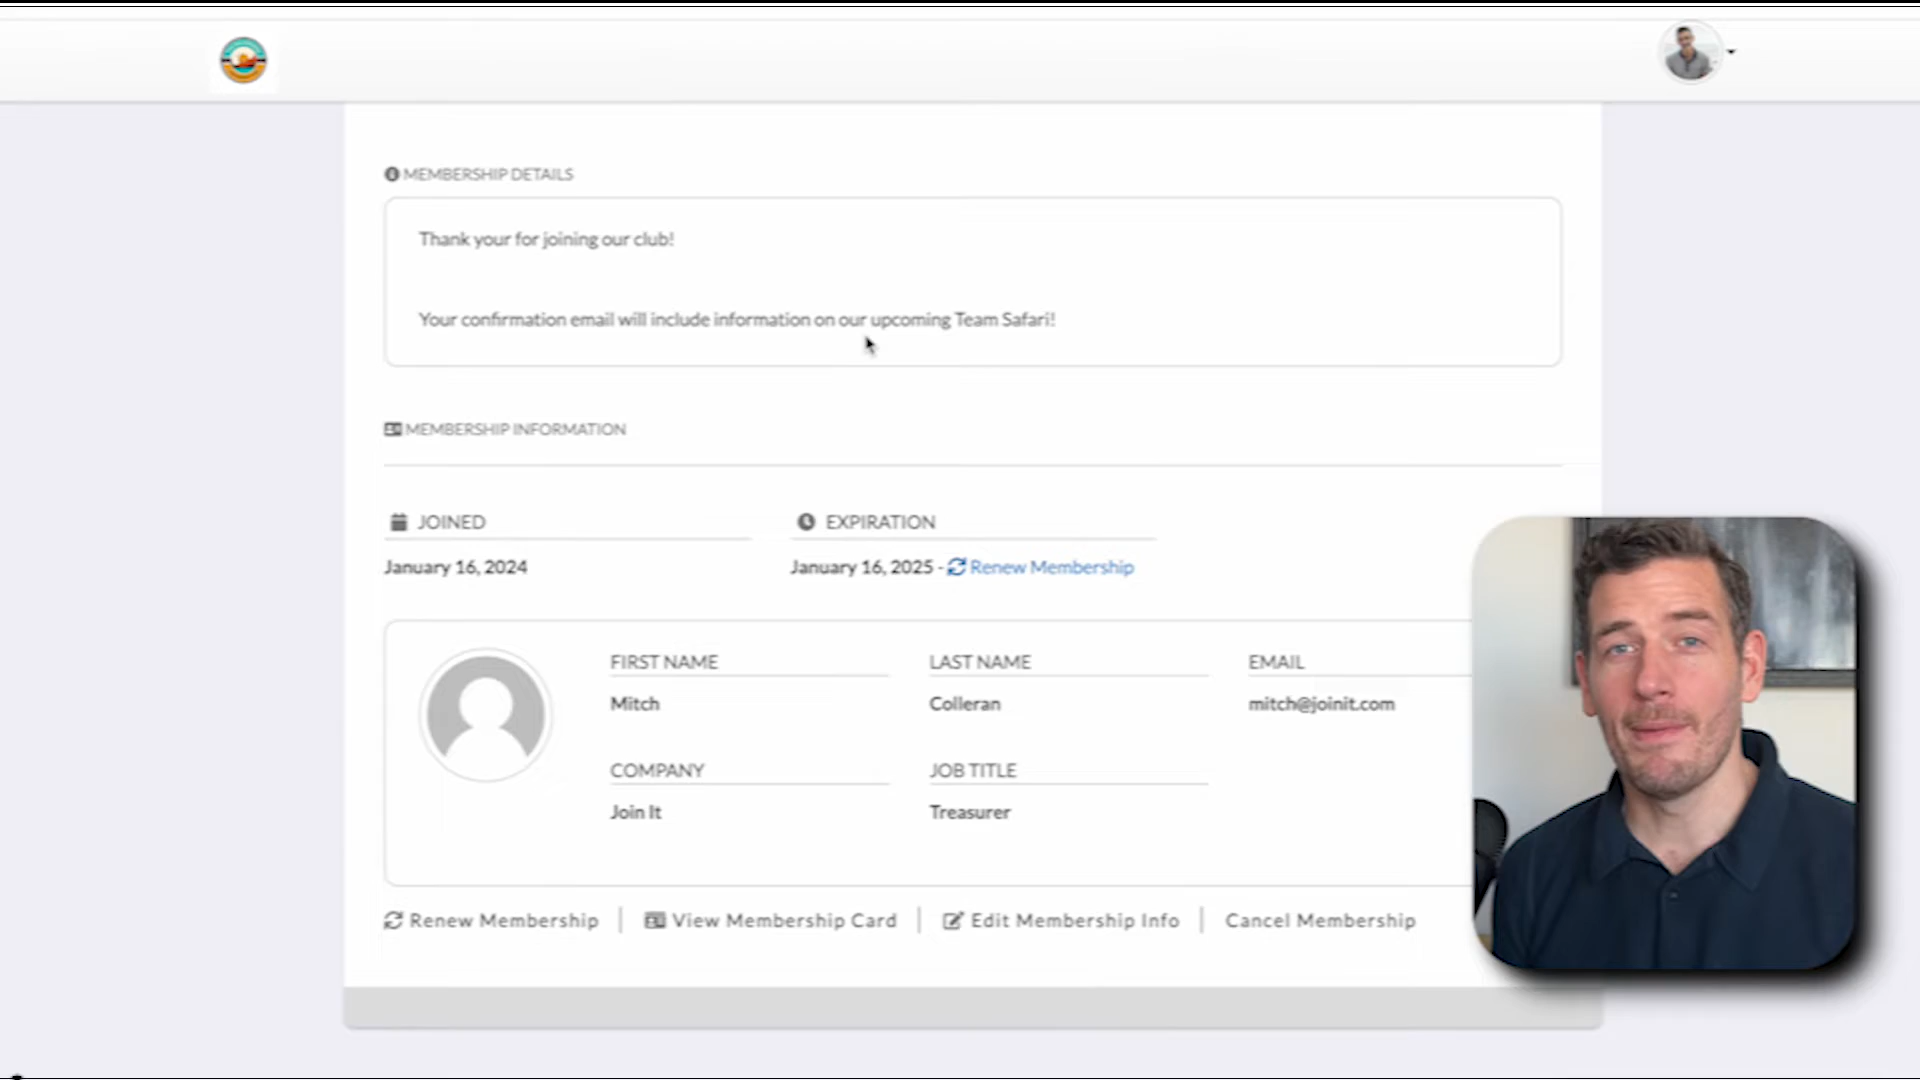 MEMBERSHIP DETAILS
Thank your for joining our club!
Your confirmation email will include information on our upcoming Team Safari!
MEMBERSHIP INFORMATION
JOINED
EXPIRATION
January 16, 2024
January 16, 2025 - Renew Membership
FIRST NAME
LAST NAME
EMAIL
Mitch
Colleran
mitch@joinit.com
COMPANY
JOB TITLE
Join It
Treasurer
Renew Membership | View Membership Card | Edit Membership Info | Cancel Membership